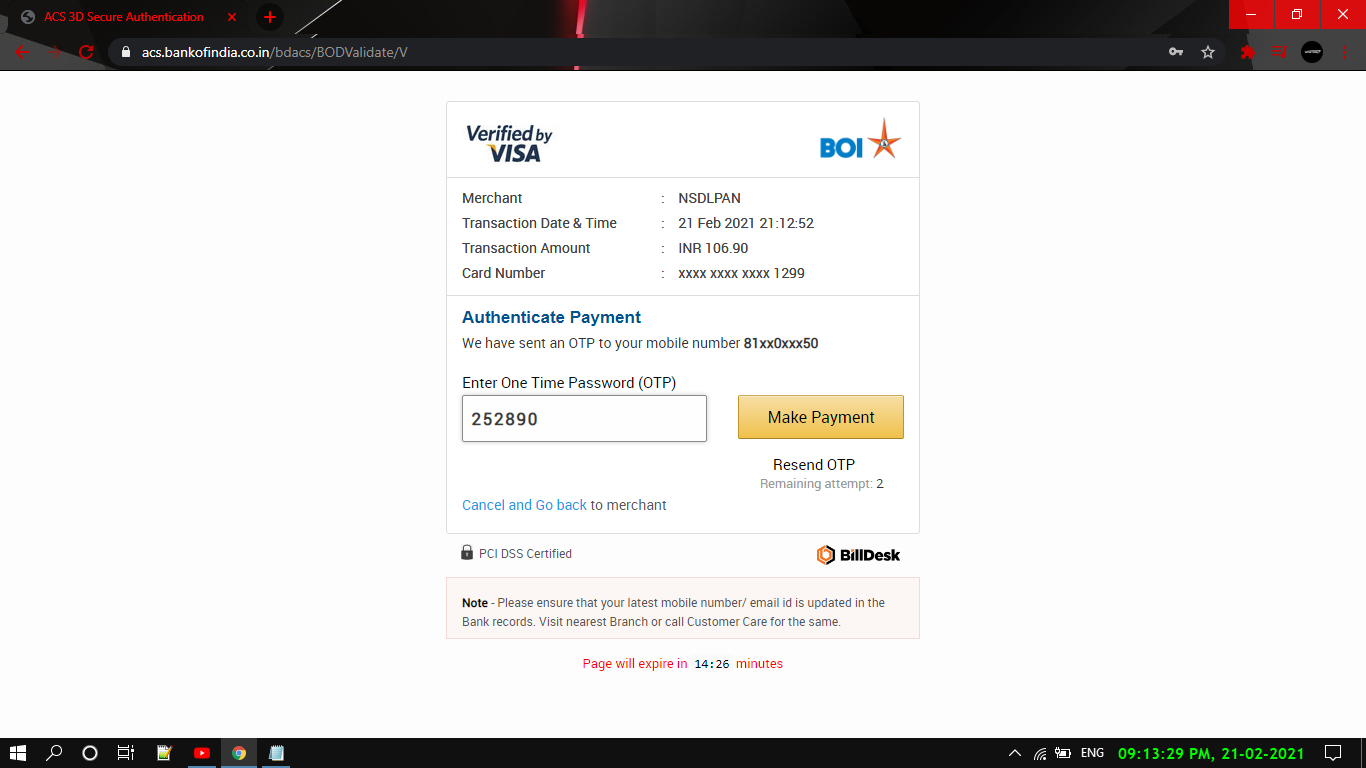 ACS 3D Secure Authentication
acs.bankofindia.co.in/bdacs/BODValidate/V
Verified by
VISA
BOI
Merchant : NSDLPAN
Transaction Date & Time : 21 Feb 2021 21:12:52
Transaction Amount : INR 106.90
Card Number : xxxx xxxx xxxx 1299
Authenticate Payment
We have sent an OTP to your mobile number 81xx0xxx50
Enter One Time Password (OTP)
252890
Make Payment
Resend OTP
Remaining attempt: 2
Cancel and Go back to merchant
PCI DSS Certified
BillDesk
Note - Please ensure that your latest mobile number/ email id is updated in the
Bank records. Visit nearest Branch or call Customer Care for the same.
Page will expire in 14:26 minutes
ENG
09:13:29 PM, 21-02-2021